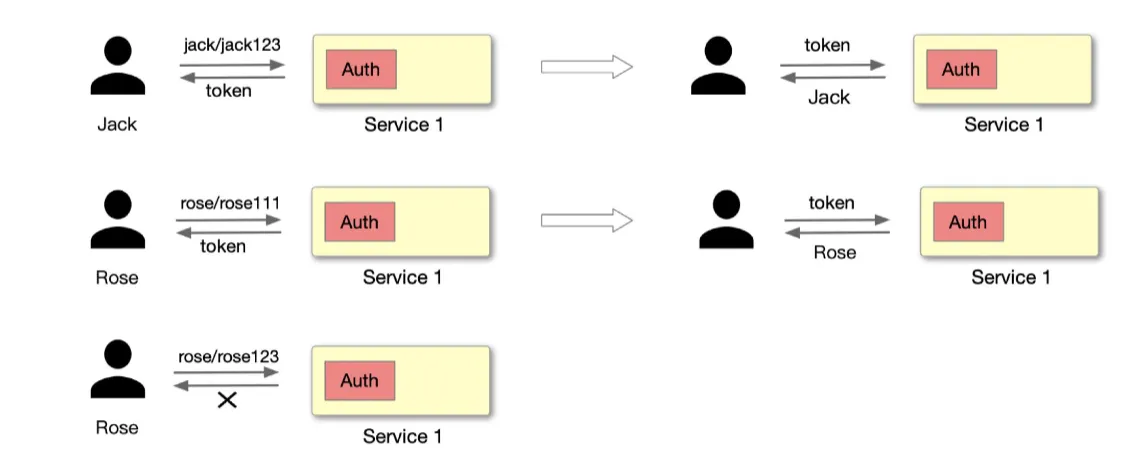 jack/jack123
token
Auth
Jack
Service 1
token
Jack
Auth
Service 1
rose/rose111
token
Auth
Rose
Service 1
token
Rose
Auth
Service 1
rose/rose123
Auth
Rose
Service 1